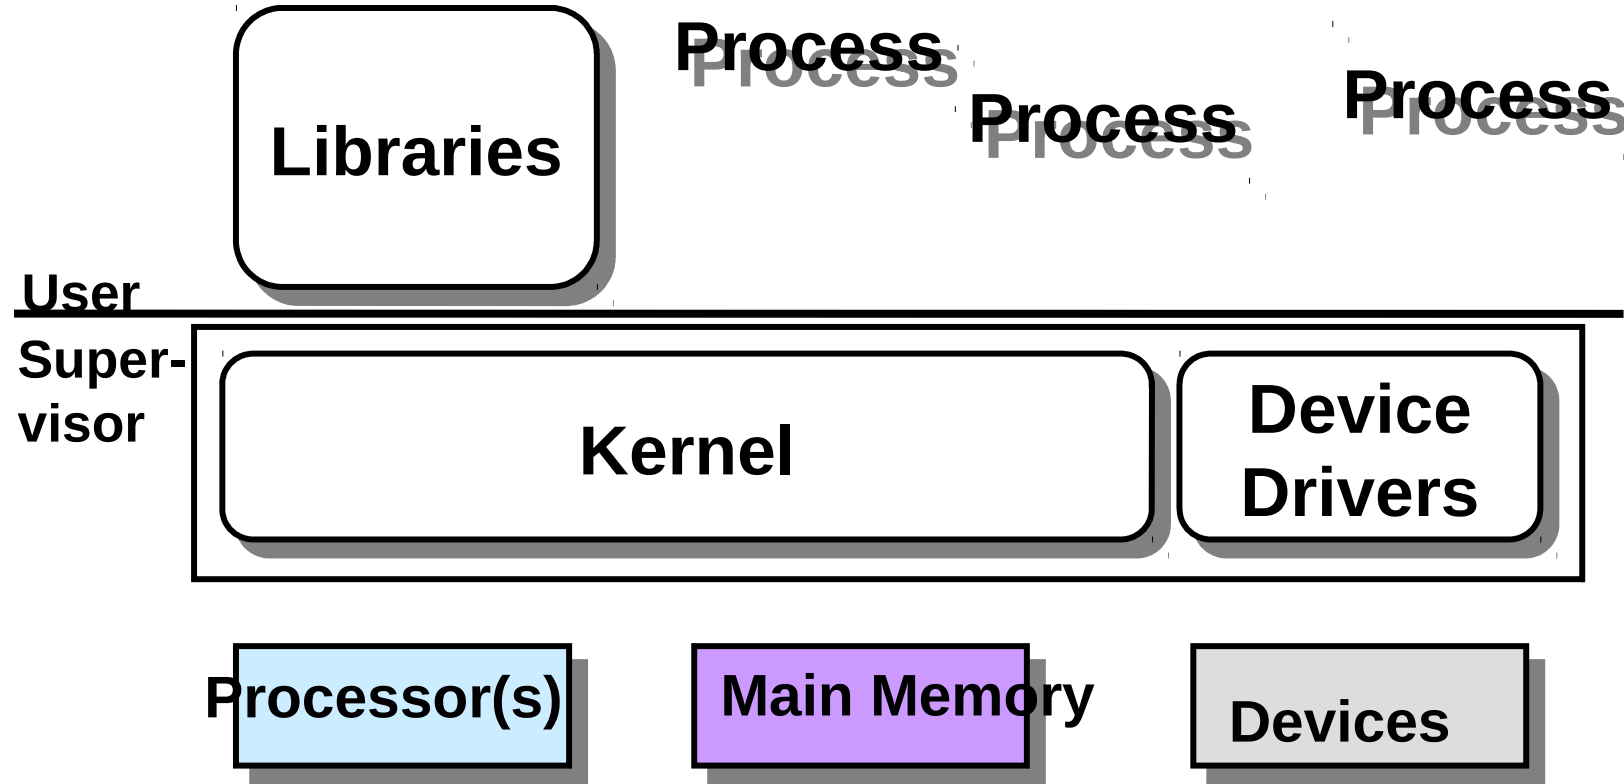 Process
Process
Process
Libraries
User
Super-
visor
Kernel
Device
Drivers
Processor(s)
Main Memory
Devices